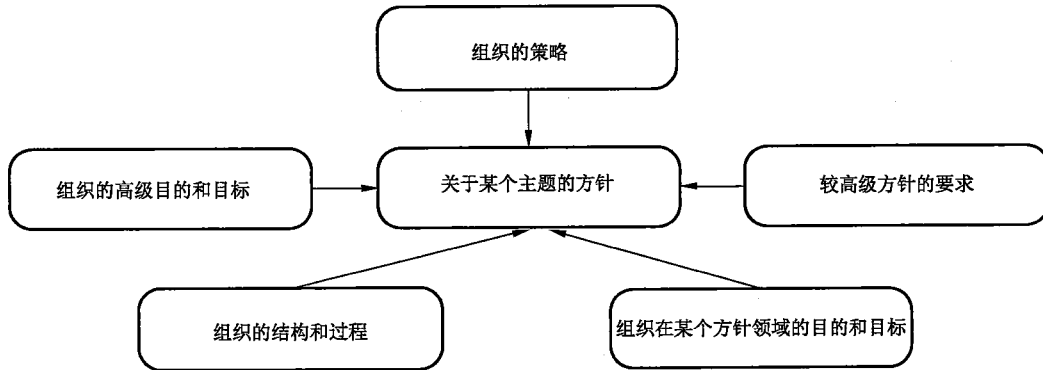 组织的策略
组织的高级目的和目标
关于某个主题的方针
较高级方针的要求
组织的结构和过程
组织在某个方针领域的目的和目标